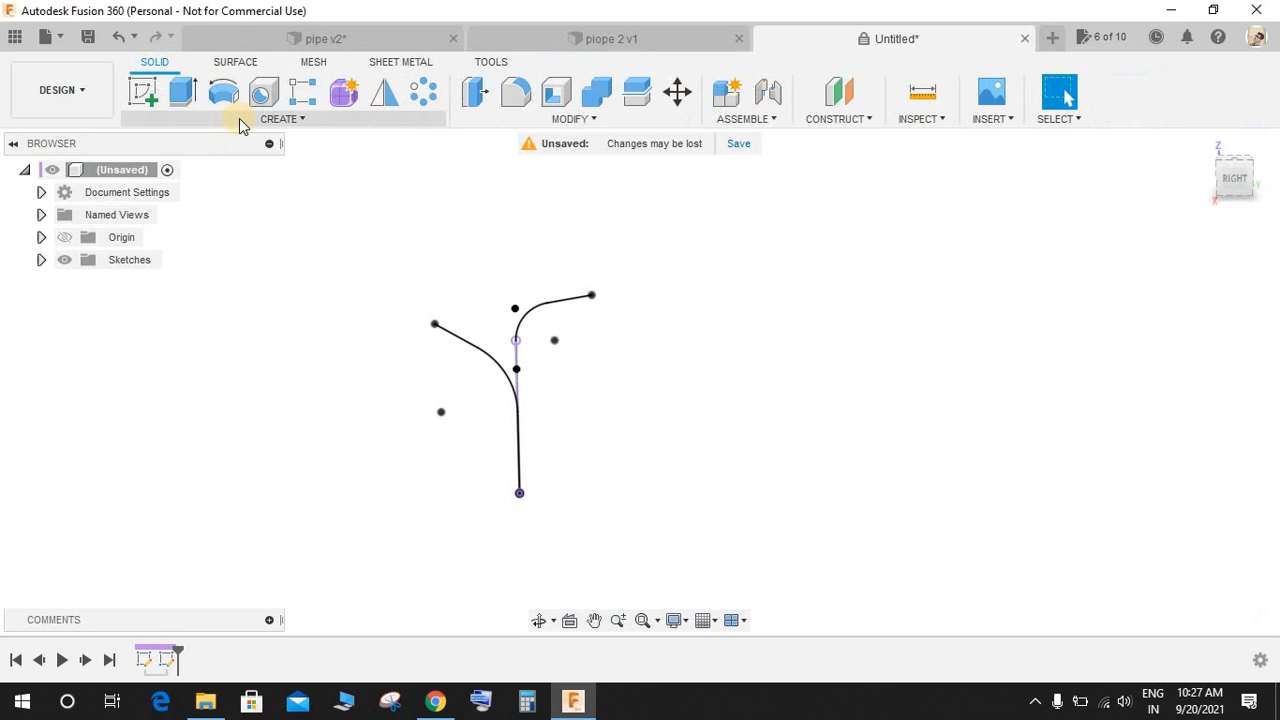 Autodesk Fusion 360 (Personal - Not for Commercial Use)
pipe v2*
piope 2 v1
Untitled*
6 of 10
DESIGN
SOLID SURFACE MESH SHEET METAL TOOLS
CREATE MODIFY ASSEMBLE CONSTRUCT INSPECT INSERT SELECT
BROWSER
Unsaved: Changes may be lost Save
(Unsaved)
Document Settings
Named Views
Origin
Sketches
Z
RIGHT
Y
X
COMMENTS
ENG
IN
10:27 AM
9/20/2021